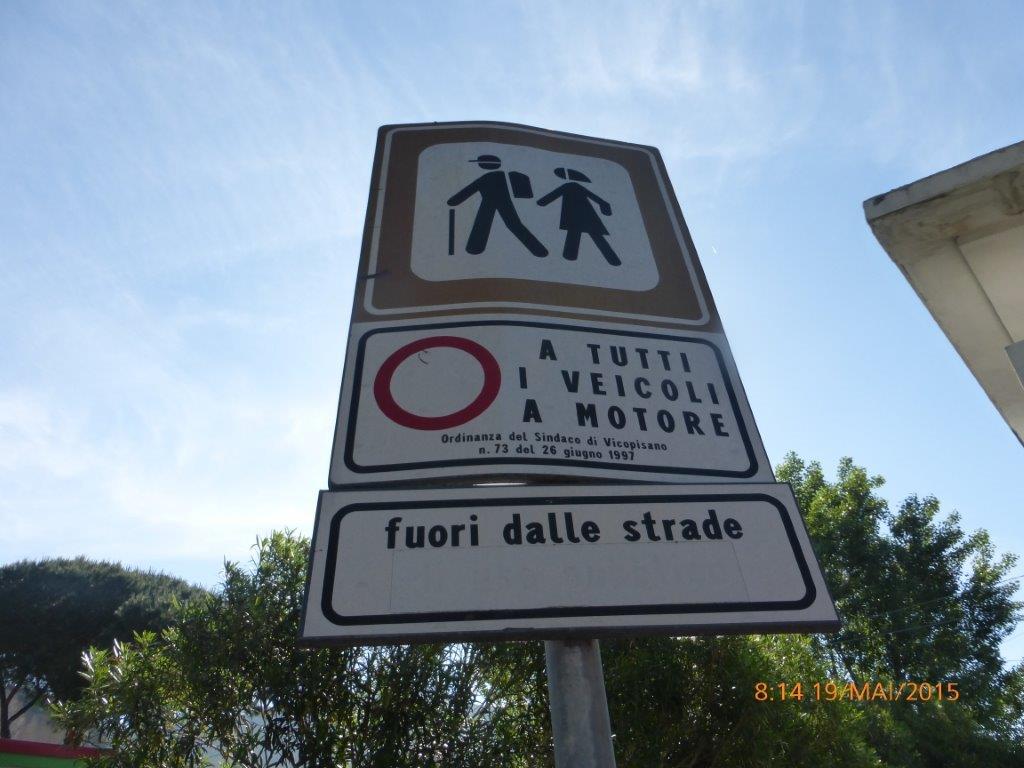 A TUTTI
I VEICOLI
A MOTORE
Ordinanza del Sindaco di Vicopisano
n. 73 del 26 giugno 1997
fuori dalle strade
8:14 19/MAI/2015